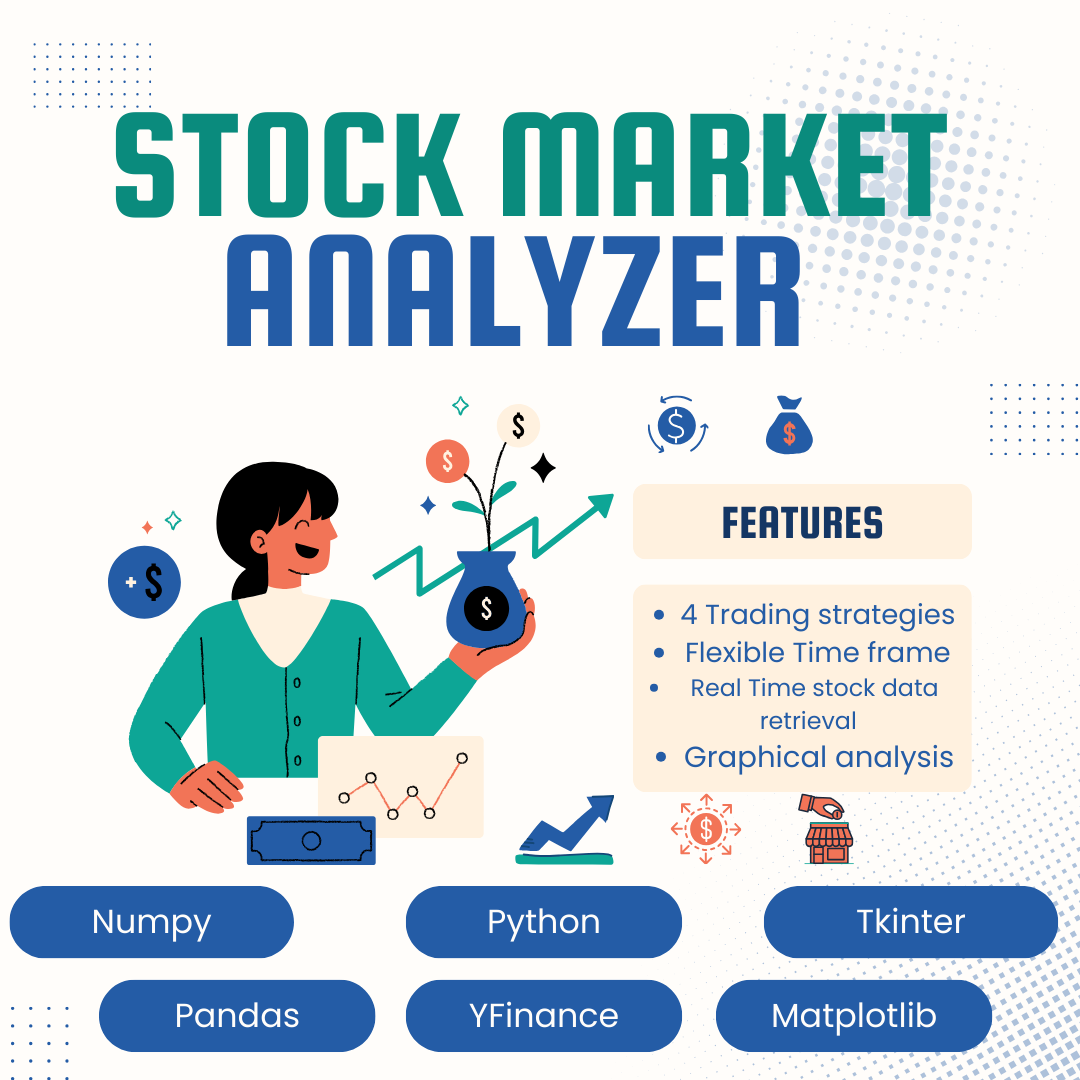 STOCK MARKET
ANALYZER
$
$
$
$
+ $
$
FEATURES
• 4 Trading strategies
• Flexible Time frame
• Real Time stock data
retrieval
• Graphical analysis
$
Numpy
Python
Tkinter
Pandas
YFinance
Matplotlib